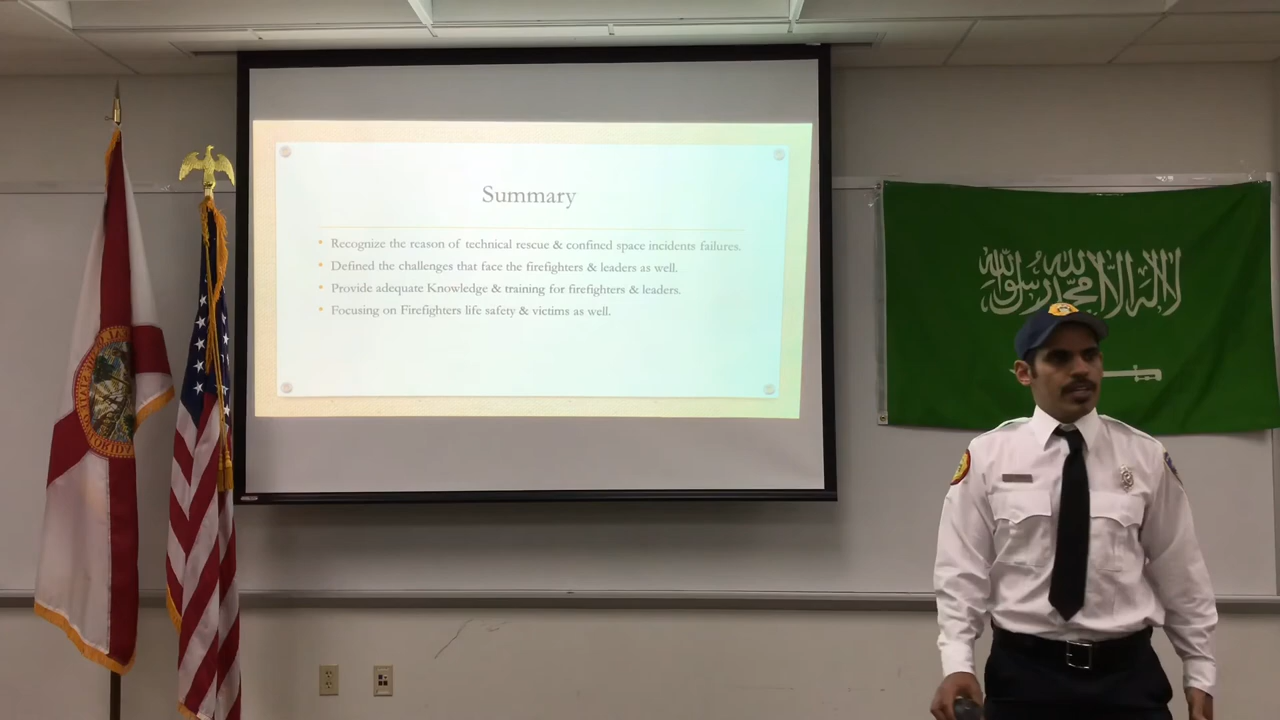 Summary
• Recognize the reason of technical rescue & confined space incidents failures.
• Defined the challenges that face the firefighters & leaders as well.
• Provide adequate Knowledge & training for firefighters & leaders.
• Focusing on Firefighters life safety & victims as well.
لا إله إلا الله محمد رسول الله